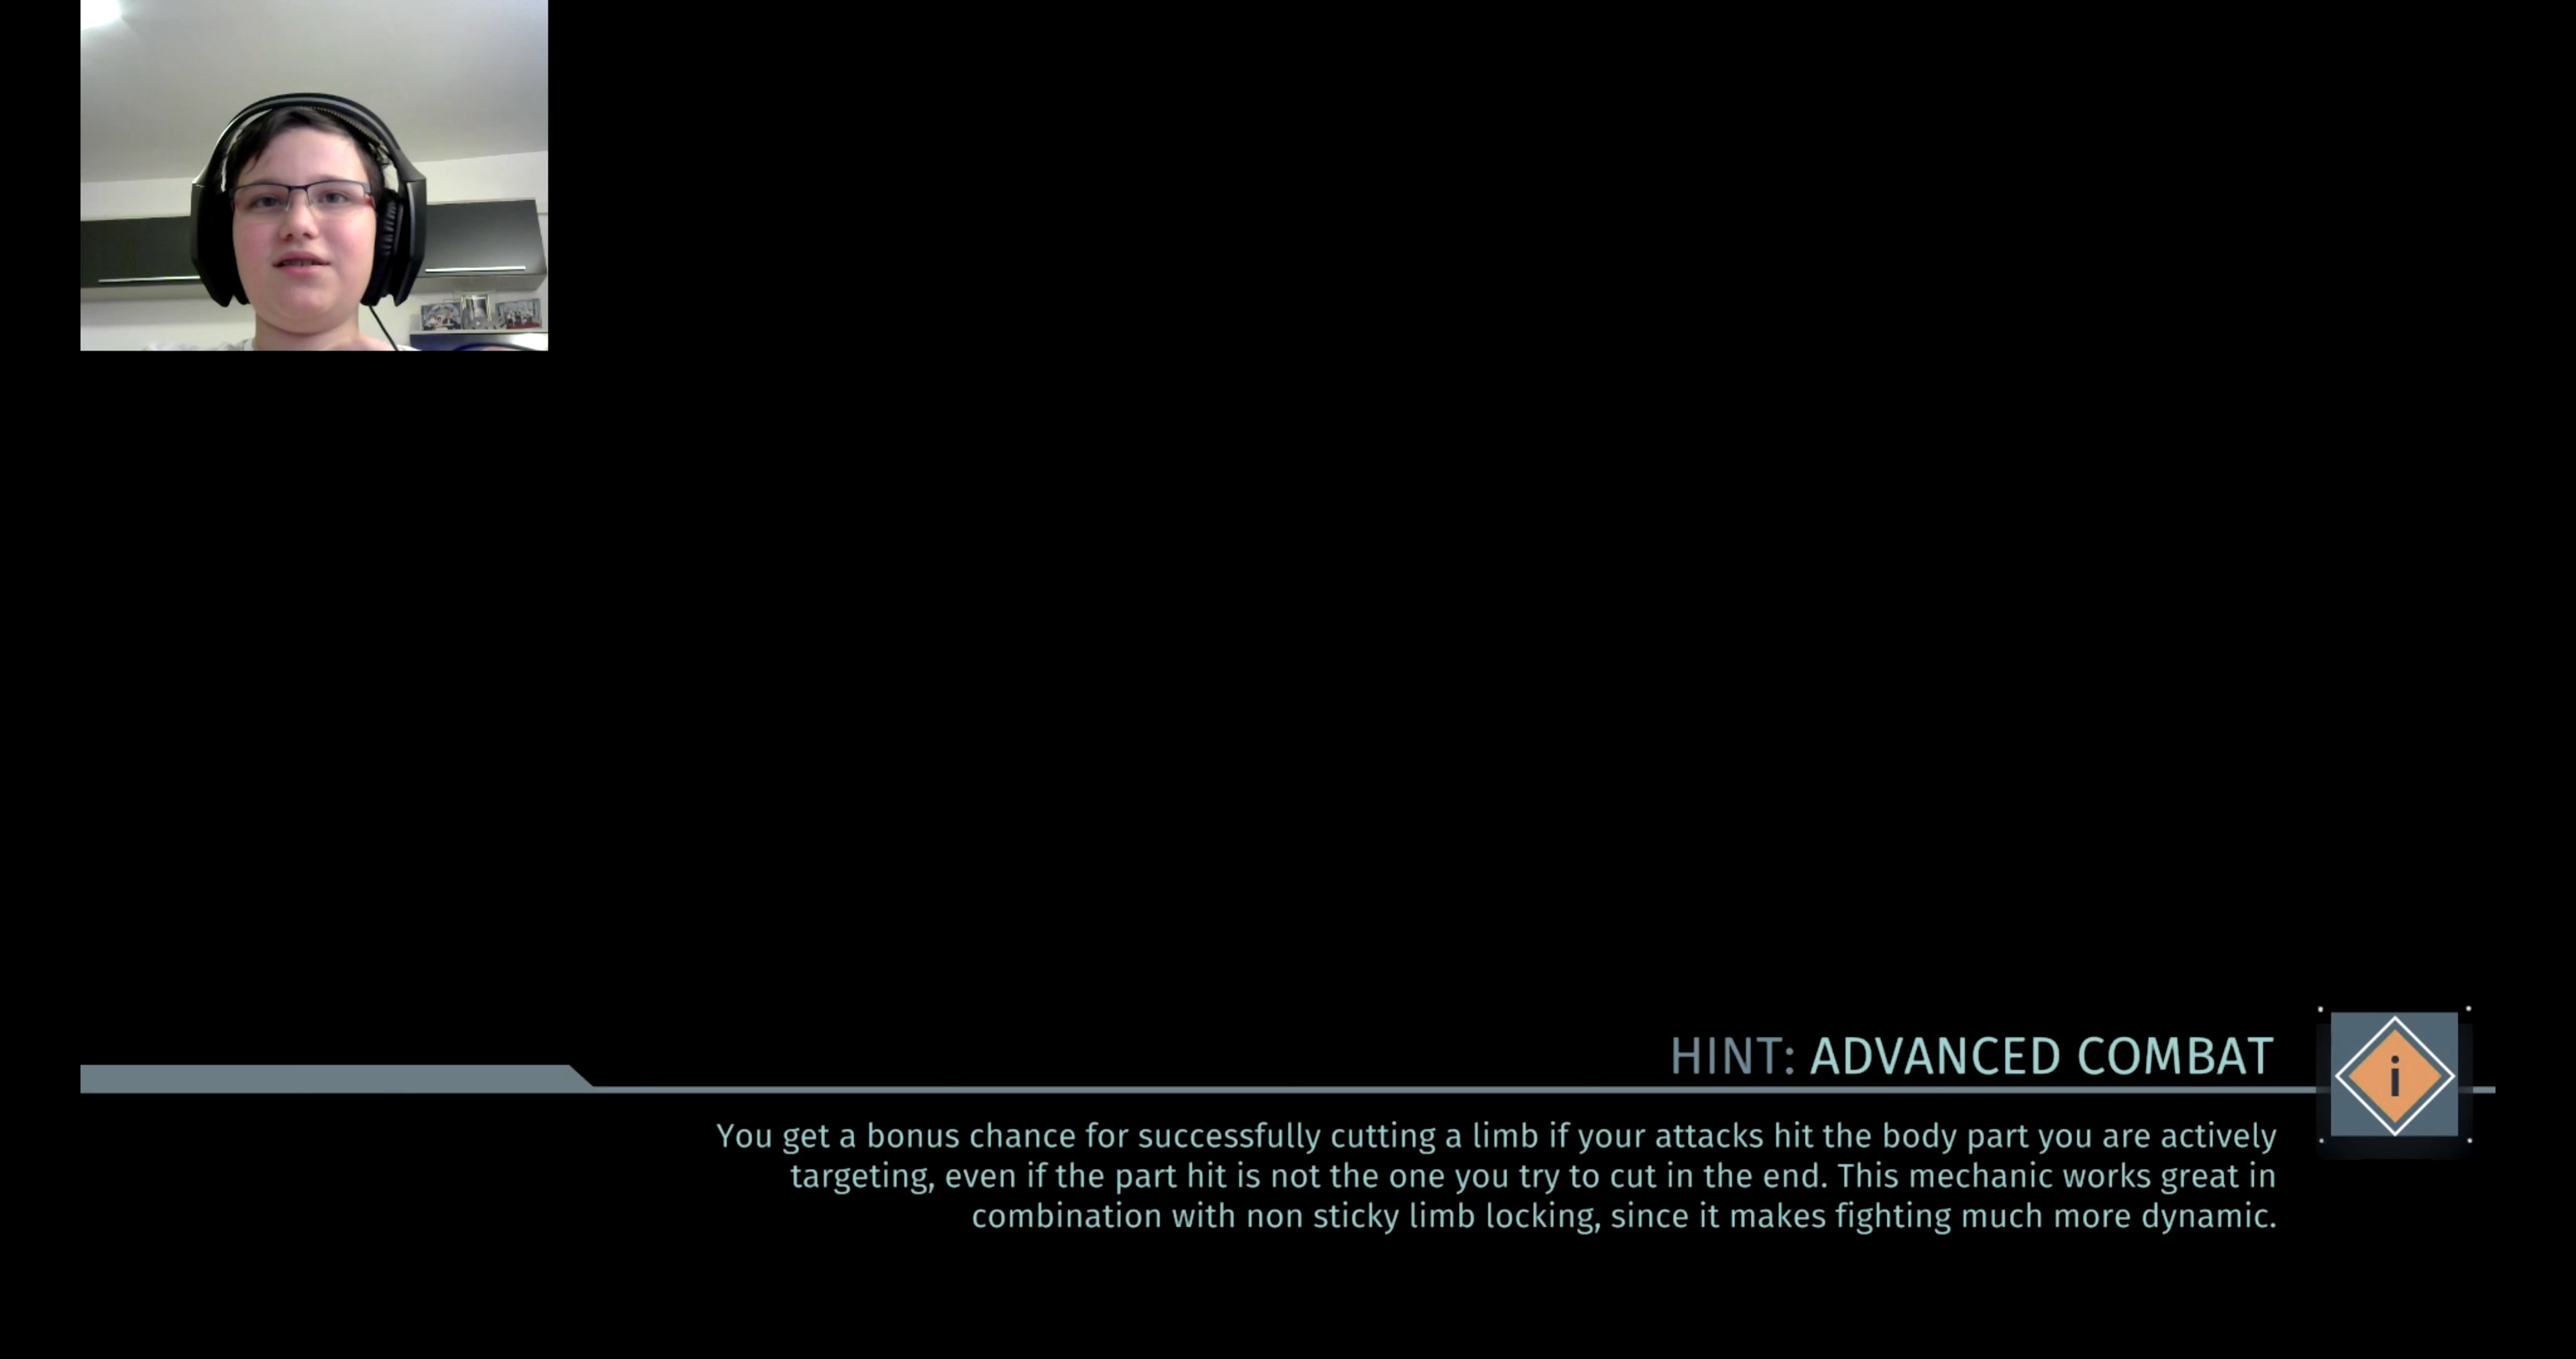 HINT: ADVANCED COMBAT
i
You get a bonus chance for successfully cutting a limb if your attacks hit the body part you are actively
targeting, even if the part hit is not the one you try to cut in the end. This mechanic works great in
combination with non sticky limb locking, since it makes fighting much more dynamic.